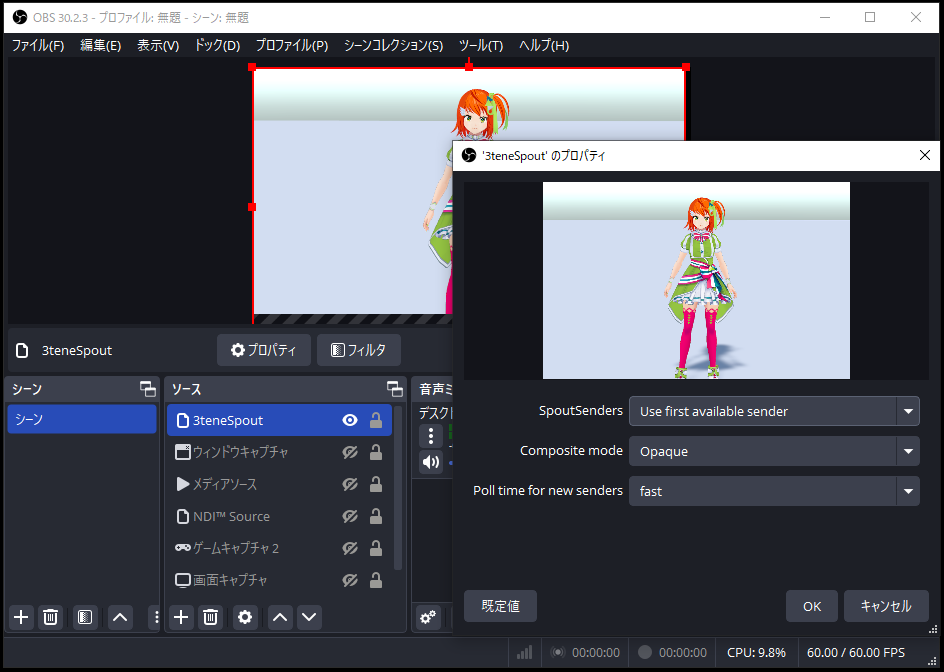 OBS 30.2.3 - プロファイル: 無題 - シーン: 無題
ファイル(F) 編集(E) 表示(V) ドック(D) プロファイル(P) シーンコレクション(S) ツール(T) ヘルプ(H)
'3teneSpout' のプロパティ
3teneSpout
プロパティ
フィルタ
シーン
シーン
ソース
3teneSpout
ウィンドウキャプチャ
メディアソース
NDI™ Source
ゲームキャプチャ 2
画面キャプチャ
音声ミ
デスクト
SpoutSenders
Use first available sender
Composite mode
Opaque
Poll time for new senders
fast
既定値
OK
キャンセル
00:00:00
00:00:00
CPU: 9.8%
60.00 / 60.00 FPS